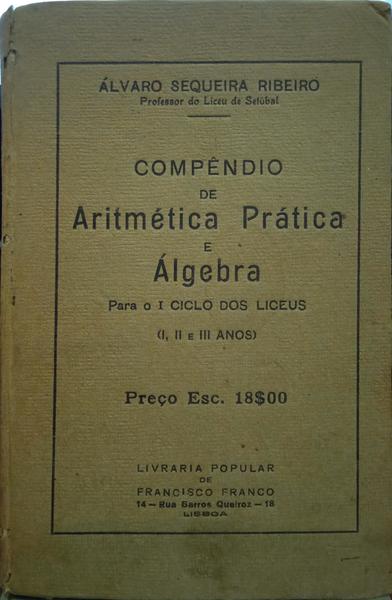 ÁLVARO SEQUEIRA RIBEIRO
Professor do Liceu de Setúbal
COMPÊNDIO
DE
Aritmética Prática
E
Álgebra
Para o I CICLO DOS LICEUS
(I, II E III ANOS)
Preço Esc. 18$00
LIVRARIA POPULAR
DE
FRANCISCO FRANCO
14 — Rua Barros Queiroz — 18
LISBOA